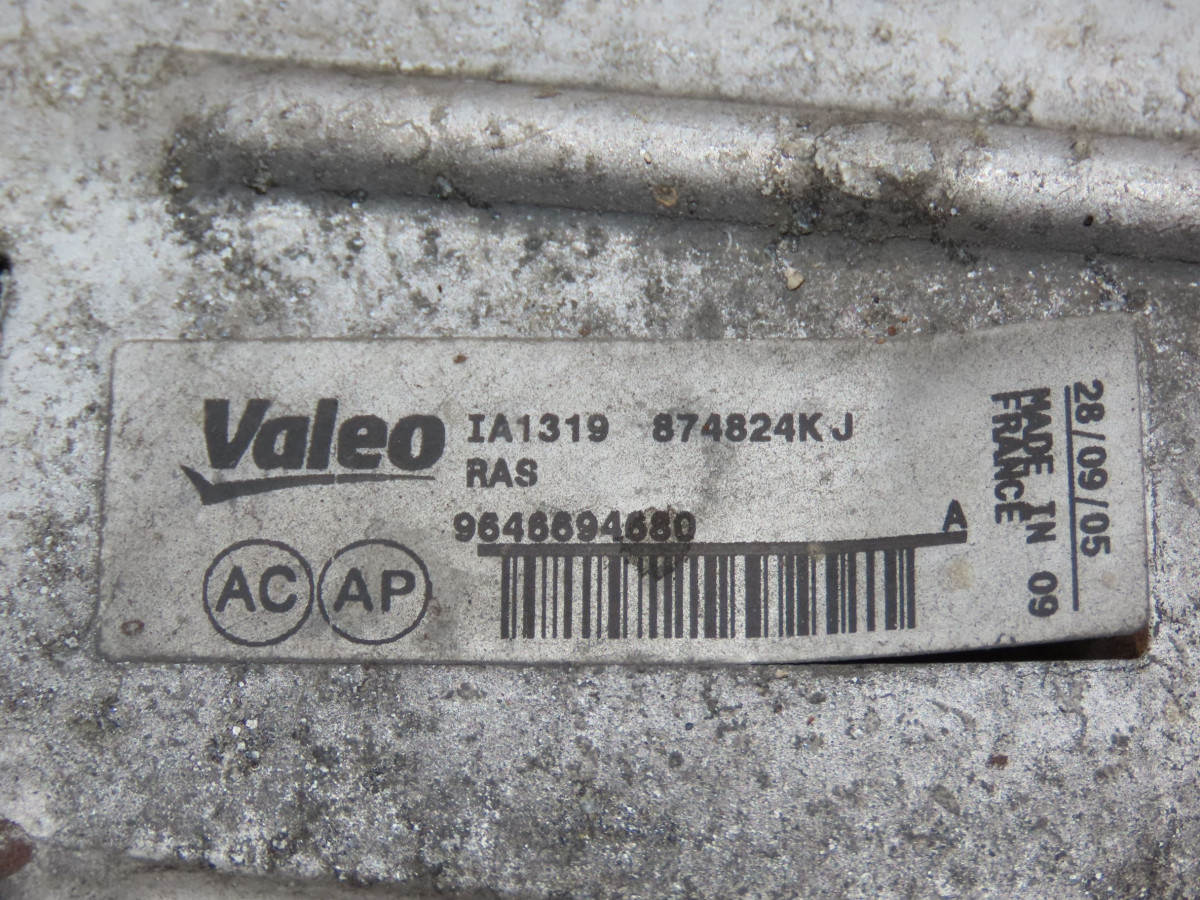 Valeo
IA1319 874824KJ
RAS
9646694680
A
AC AP
28/09/05
MADE IN 09
FRANCE